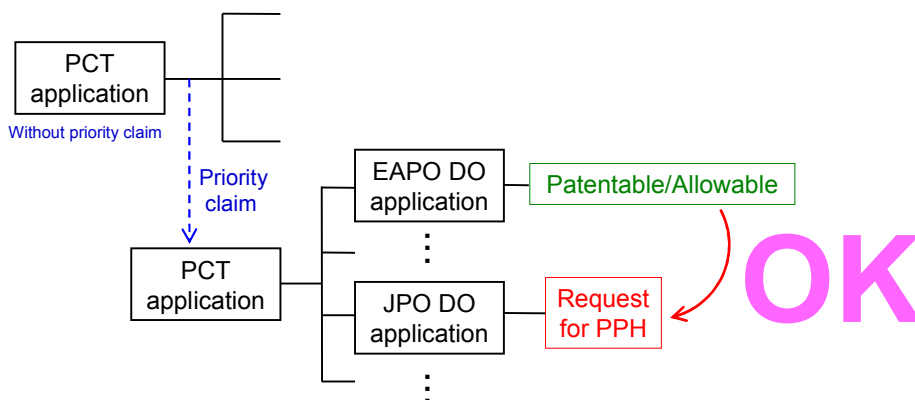 PCT
application
Without priority claim
Priority
claim
PCT
application
EAPO DO
application
Patentable/Allowable
⋮
JPO DO
application
Request
for PPH
OK
⋮